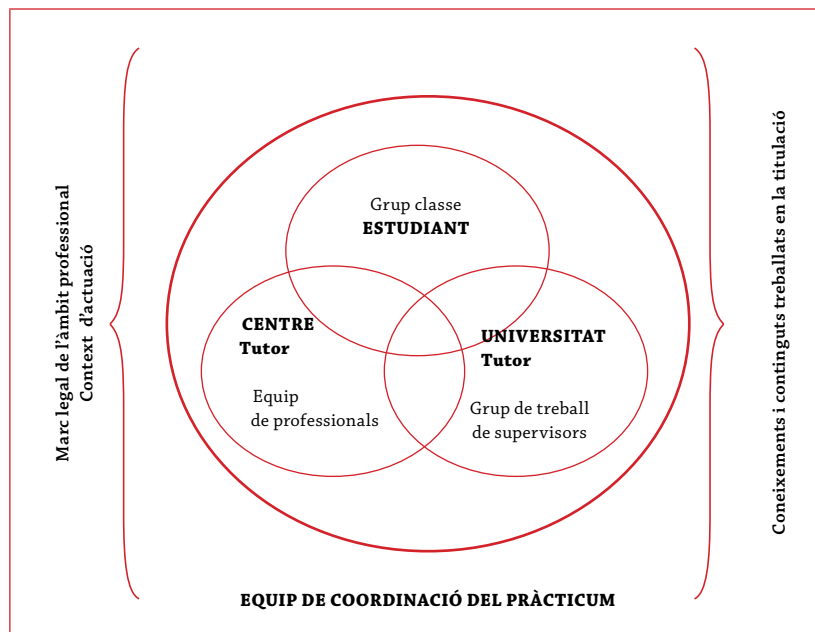 Marc legal de l'àmbit professional
Context d'actuació
Grup classe
ESTUDIANT
CENTRE
Tutor
Equip
de professionals
UNIVERSITAT
Tutor
Grup de treball
de supervisors
Coneixements i continguts treballats en la titulació
EQUIP DE COORDINACIÓ DEL PRÀCTICUM